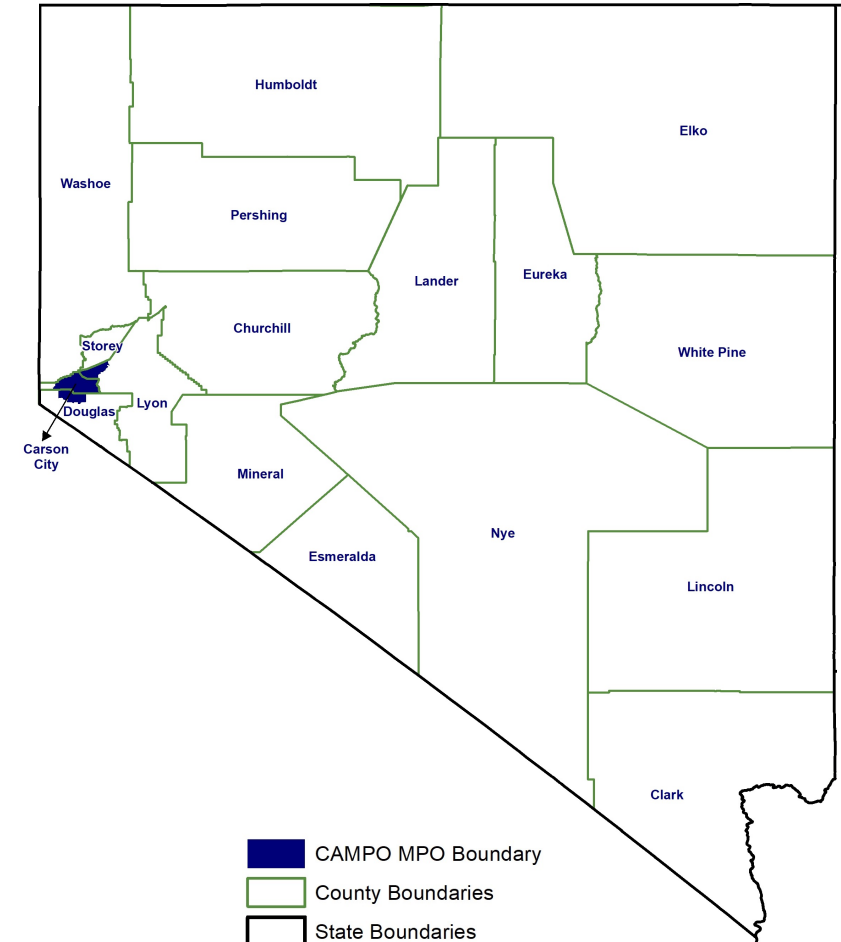 Humboldt
Elko
Washoe
Pershing
Lander
Eureka
Churchill
Storey
White Pine
Lyon
Douglas
Carson
City
Mineral
Nye
Esmeralda
Lincoln
Clark
CAMPO MPO Boundary
County Boundaries
State Boundaries